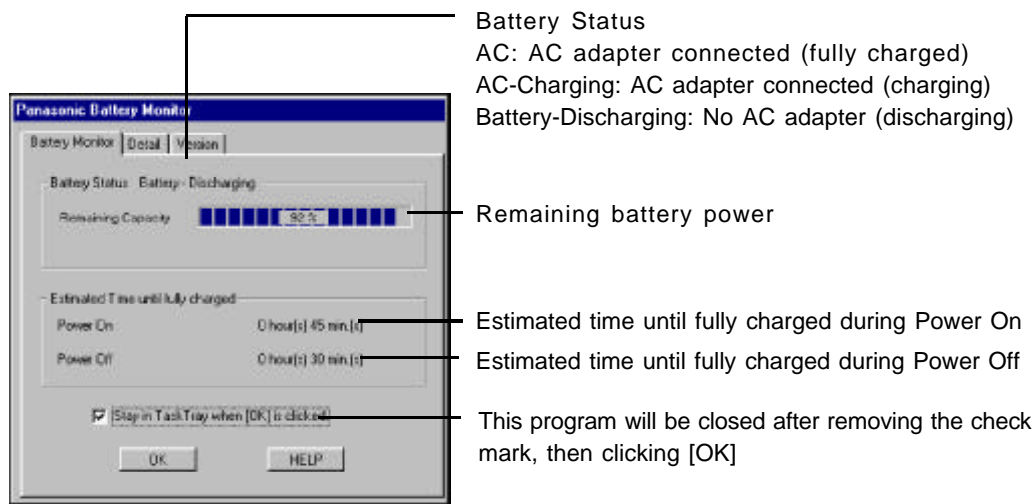 Battery Status
AC: AC adapter connected (fully charged)
AC-Charging: AC adapter connected (charging)
Battery-Discharging: No AC adapter (discharging)
Panasonic Battery Monitor
Battery Monitor Detail Version
Battery Status Battery - Discharging
Remaining Capacity 92 %
Remaining battery power
Estimated Time until fully charged
Power On 0 hour(s) 45 min.(s)
Estimated time until fully charged during Power On
Power Off 0 hour(s) 30 min.(s)
Estimated time until fully charged during Power Off
Stay in TaskTray when [OK] is clicked
This program will be closed after removing the check
mark, then clicking [OK]
OK HELP